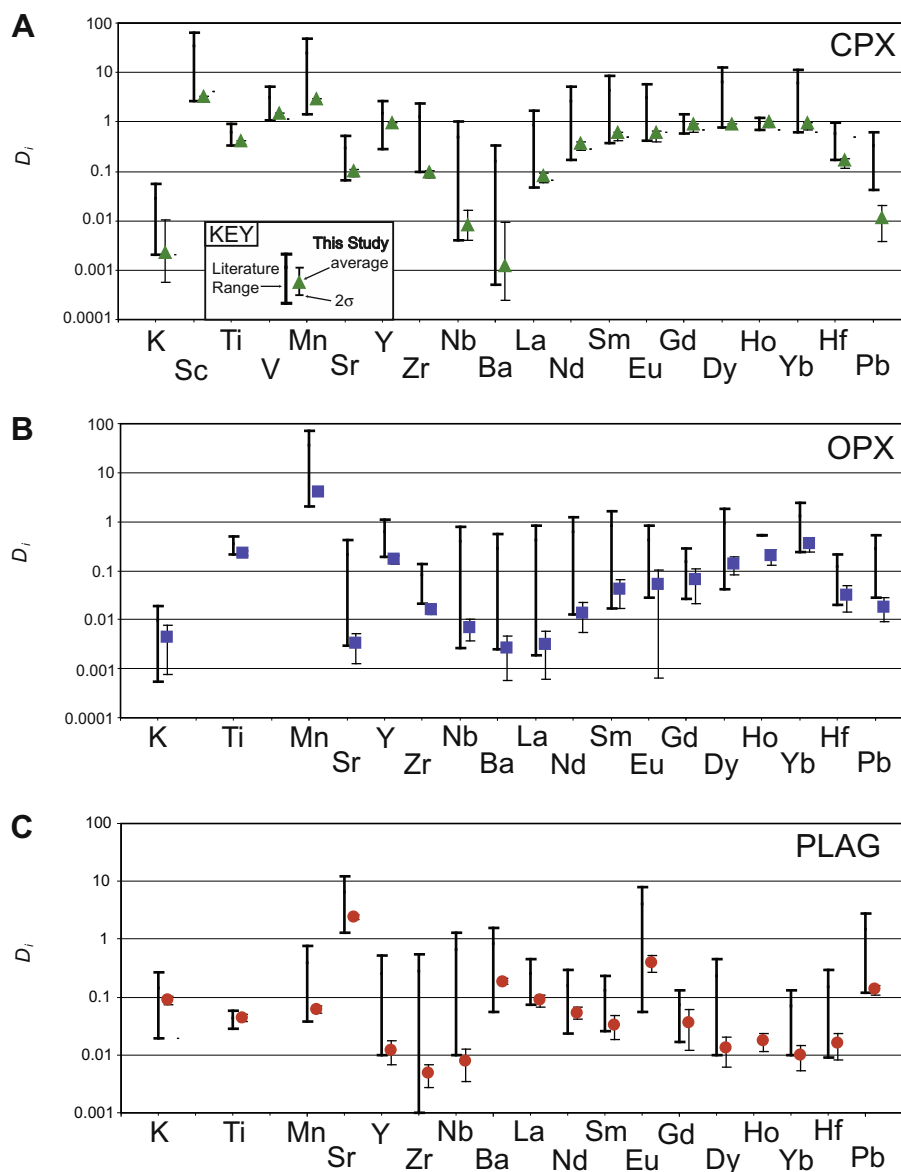 A
CPX
100
10
1
0.1
0.01
0.001
0.0001
D_i
KEY
This Study
average
Literature
Range
2σ
K Ti Mn Y Nb La Sm Gd Ho Hf
Sc V Sr Zr Ba Nd Eu Dy Yb Pb
B
OPX
100
10
1
0.1
0.01
0.001
0.0001
D_i
K Ti Mn Y Nb La Sm Gd Ho Hf
Sr Zr Ba Nd Eu Dy Yb Pb
C
PLAG
100
10
1
0.1
0.01
0.001
D_i
K Ti Mn Y Nb La Sm Gd Ho Hf
Sr Zr Ba Nd Eu Dy Yb Pb